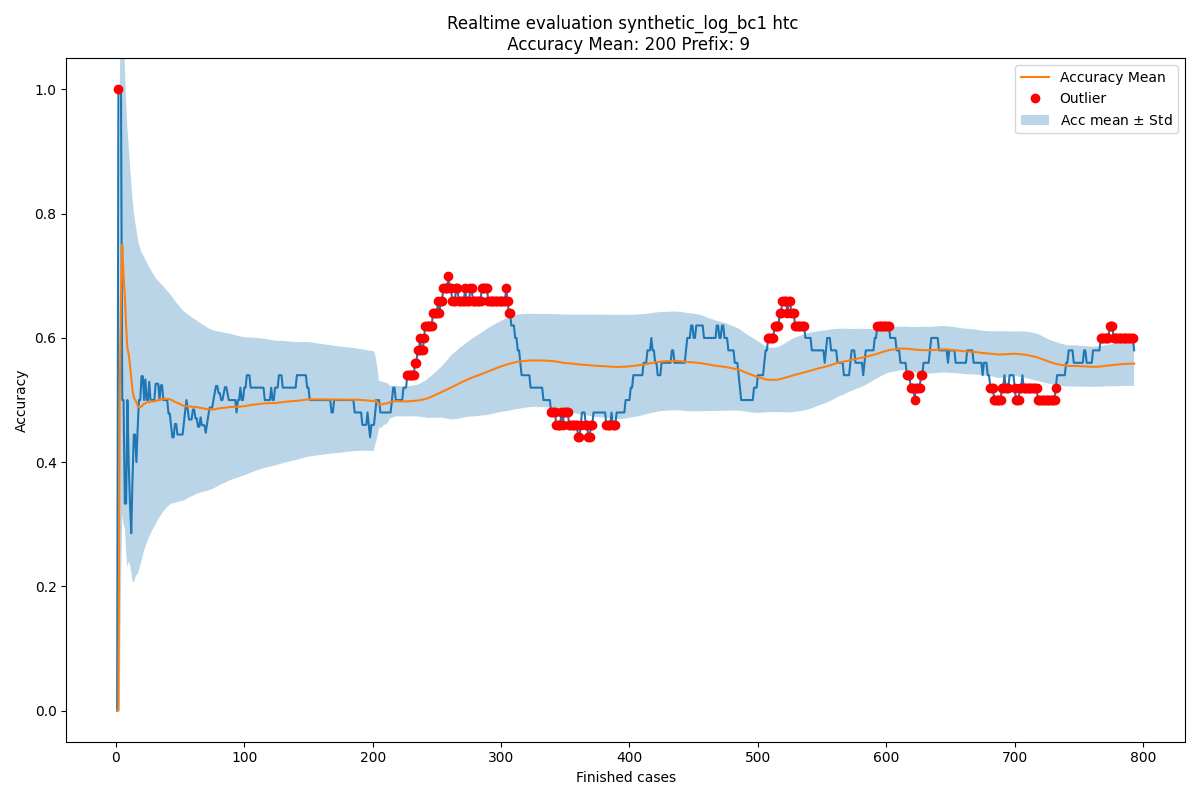 Realtime evaluation synthetic_log_bc1 htc
Accuracy Mean: 200 Prefix: 9
Accuracy Mean
Outlier
Acc mean ± Std
Accuracy
1.0
0.8
0.6
0.4
0.2
0.0
0 100 200 300 400 500 600 700 800
Finished cases